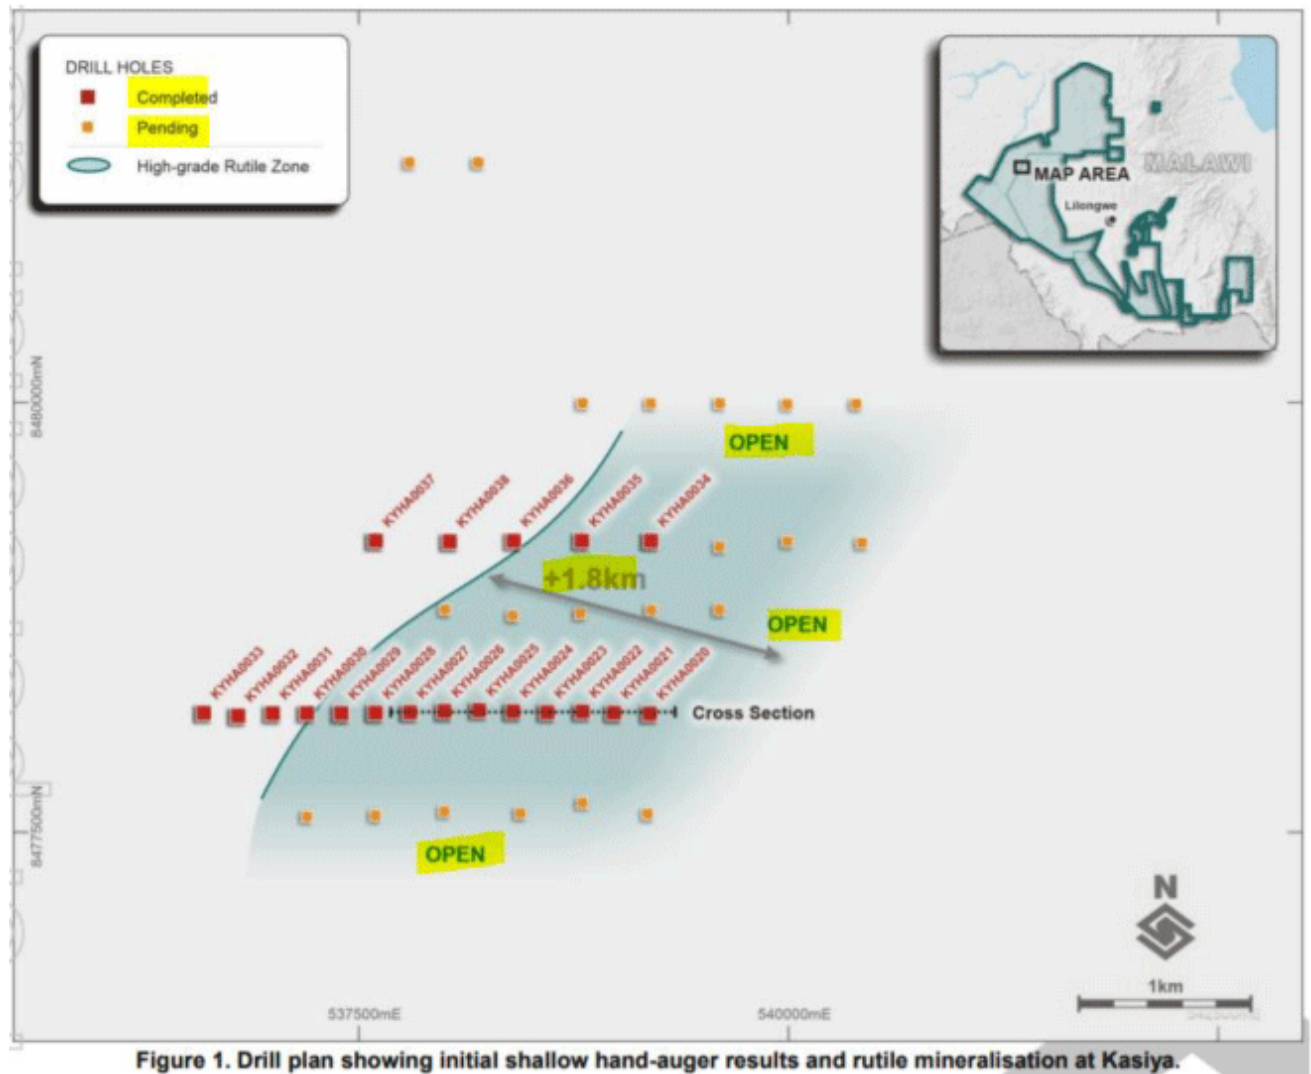 DRILL HOLES
Completed
Pending
High-grade Rutile Zone
MALAWI
MAP AREA
Lilongwe
8480000mN
OPEN
KYHA0037
KYHA0038
KYHA0036
KYHA0035
KYHA0034
+1.8km
OPEN
KYHA0033
KYHA0032
KYHA0031
KYHA0030
KYHA0029
KYHA0028
KYHA0027
KYHA0026
KYHA0025
KYHA0024
KYHA0023
KYHA0022
KYHA0021
KYHA0020
Cross Section
8477500mN
OPEN
N
1km
537500mE
540000mE
542500mE
Figure 1. Drill plan showing initial shallow hand-auger results and rutile mineralisation at Kasiya.